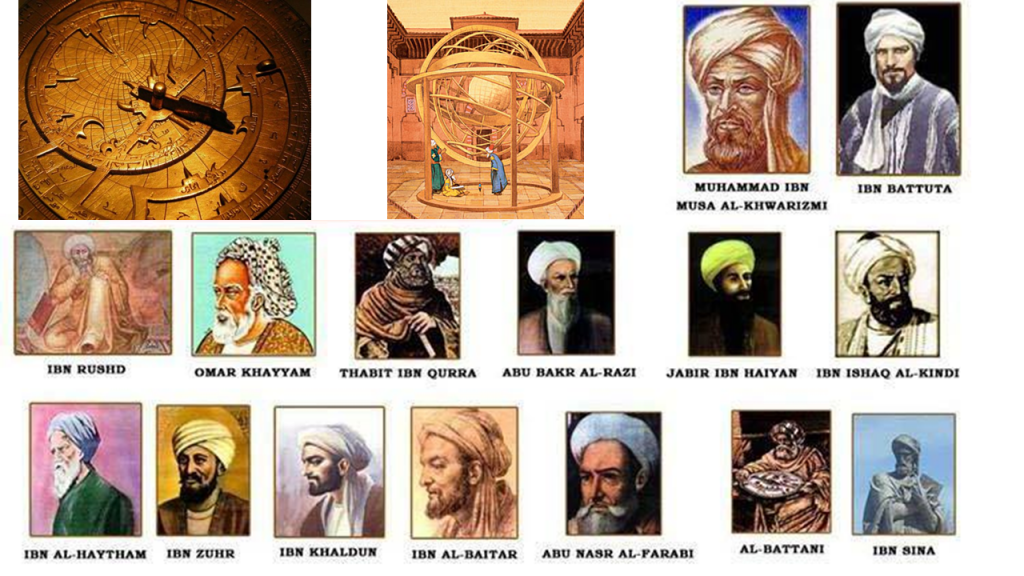 MUHAMMAD IBN
MUSA AL-KHWARIZMI
IBN BATTUTA
IBN RUSHD
OMAR KHAYYAM
THABIT IBN QURRA
ABU BAKR AL-RAZI
JABIR IBN HAIYAN
IBN ISHAQ AL-KINDI
IBN AL-HAYTHAM
IBN ZUHR
IBN KHALDUN
IBN AL-BAITAR
ABU NASR AL-FARABI
AL-BATTANI
IBN SINA